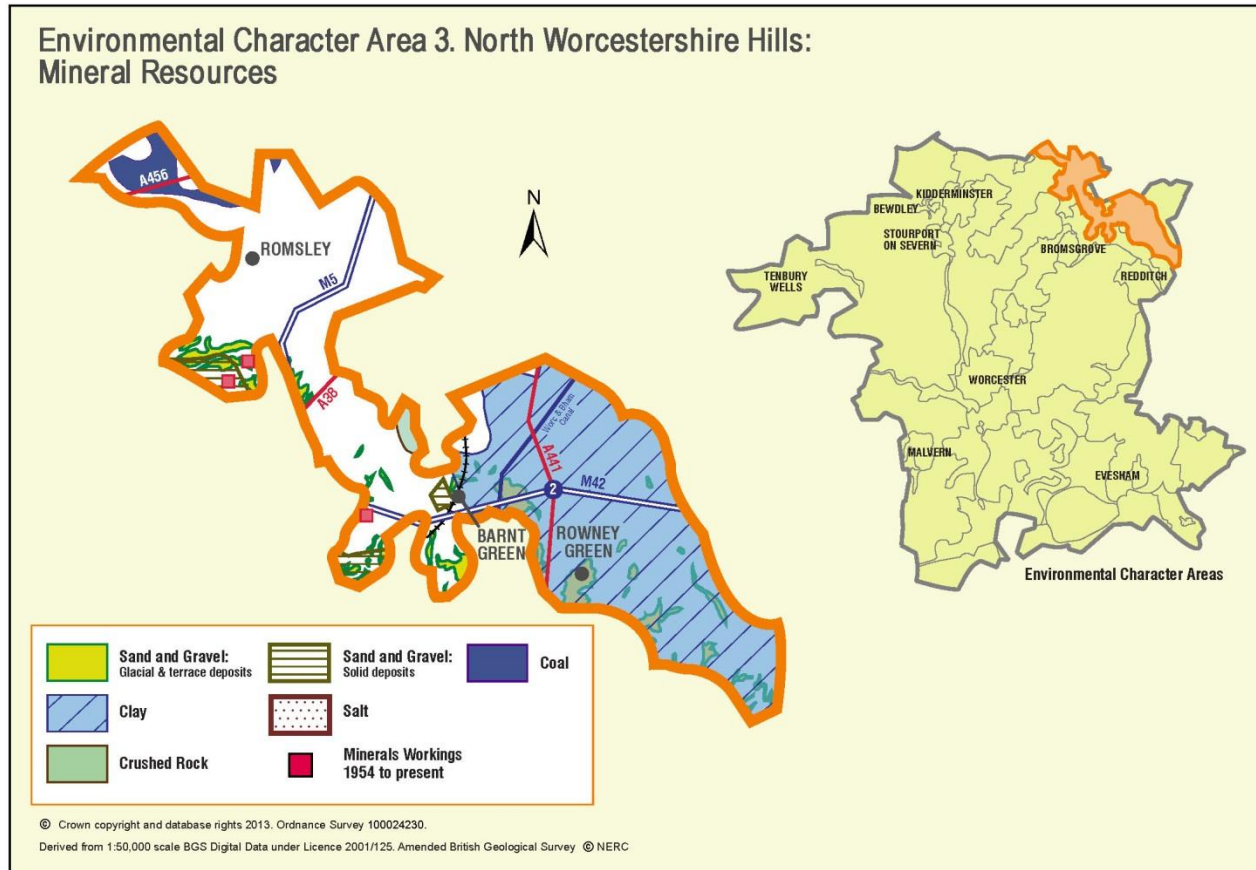 Environmental Character Area 3. North Worcestershire Hills:
Mineral Resources
A456
ROMSLEY
M5
N
A38
Worc & B'ham
Canal
A441
2
M42
BARNT
GREEN
ROWNEY
GREEN
KIDDERMINSTER
BEWDLEY
STOURPORT
ON SEVERN
BROMSGROVE
TENBURY
WELLS
REDDITCH
WORCESTER
MALVERN
EVESHAM
Environmental Character Areas
Sand and Gravel:
Glacial & terrace deposits
Sand and Gravel:
Solid deposits
Coal
Clay
Salt
Crushed Rock
Minerals Workings
1954 to present
© Crown copyright and database rights 2013. Ordnance Survey 100024230.
Derived from 1:50,000 scale BGS Digital Data under Licence 2001/125. Amended British Geological Survey © NERC